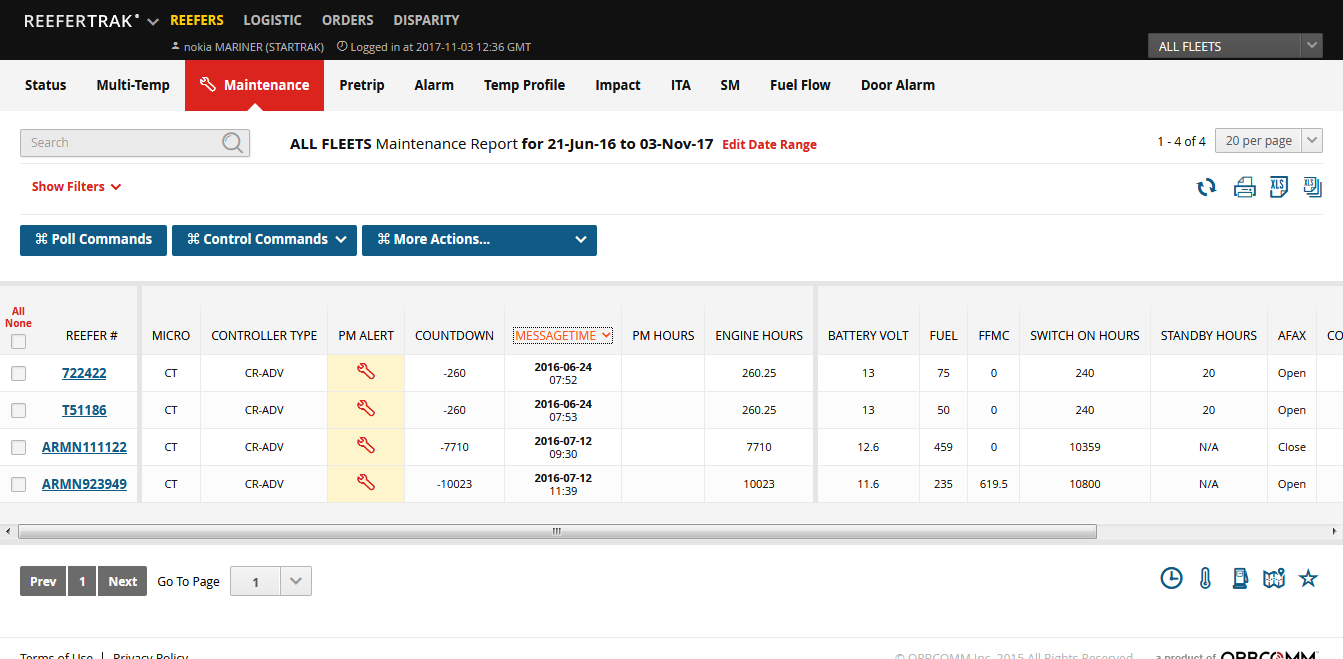 REEFERTRAK REEFERS LOGISTIC ORDERS DISPARITY
nokia MARINER (STARTRAK) Logged in at 2017-11-03 12:36 GMT
ALL FLEETS
Status Multi-Temp Maintenance Pretrip Alarm Temp Profile Impact ITA SM Fuel Flow Door Alarm
Search ALL FLEETS Maintenance Report for 21-Jun-16 to 03-Nov-17 Edit Date Range 1 - 4 of 4 20 per page
Show Filters XLS XLS
⌘ Poll Commands ⌘ Control Commands ⌘ More Actions...
All
None
REEFER # MICRO CONTROLLER TYPE PM ALERT COUNTDOWN MESSAGETIME PM HOURS ENGINE HOURS BATTERY VOLT FUEL FFMC SWITCH ON HOURS STANDBY HOURS AFAX CO
722422 CT CR-ADV -260 2016-06-24 07:52 260.25 13 75 0 240 20 Open
T51186 CT CR-ADV -260 2016-06-24 07:53 260.25 13 50 0 240 20 Open
ARMN111122 CT CR-ADV -7710 2016-07-12 09:30 7710 12.6 459 0 10359 N/A Close
ARMN923949 CT CR-ADV -10023 2016-07-12 11:39 10023 11.6 235 619.5 10800 N/A Open
Prev 1 Next Go To Page 1
Terms of Use | Privacy Policy © ORBCOMM Inc. 2015 All Rights Reserved a product of ORBCOMM